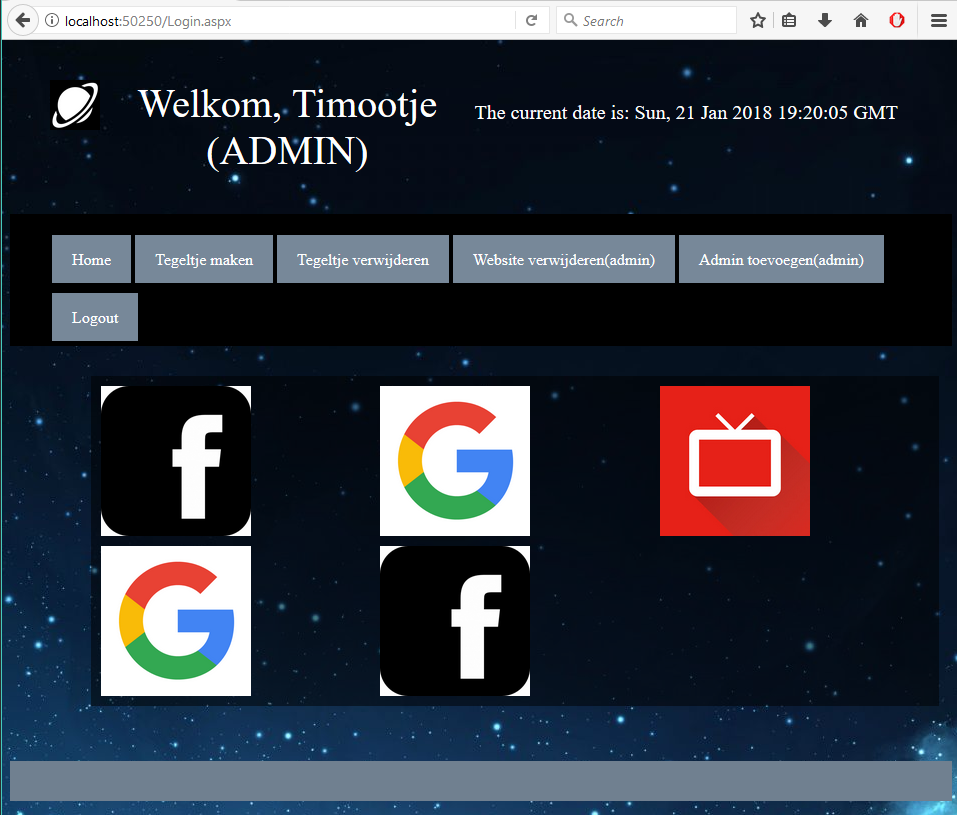 localhost:50250/Login.aspx
Search
Welkom, Timootje
(ADMIN)
The current date is: Sun, 21 Jan 2018 19:20:05 GMT
Home
Tegeltje maken
Tegeltje verwijderen
Website verwijderen(admin)
Admin toevoegen(admin)
Logout
f
G
G
f